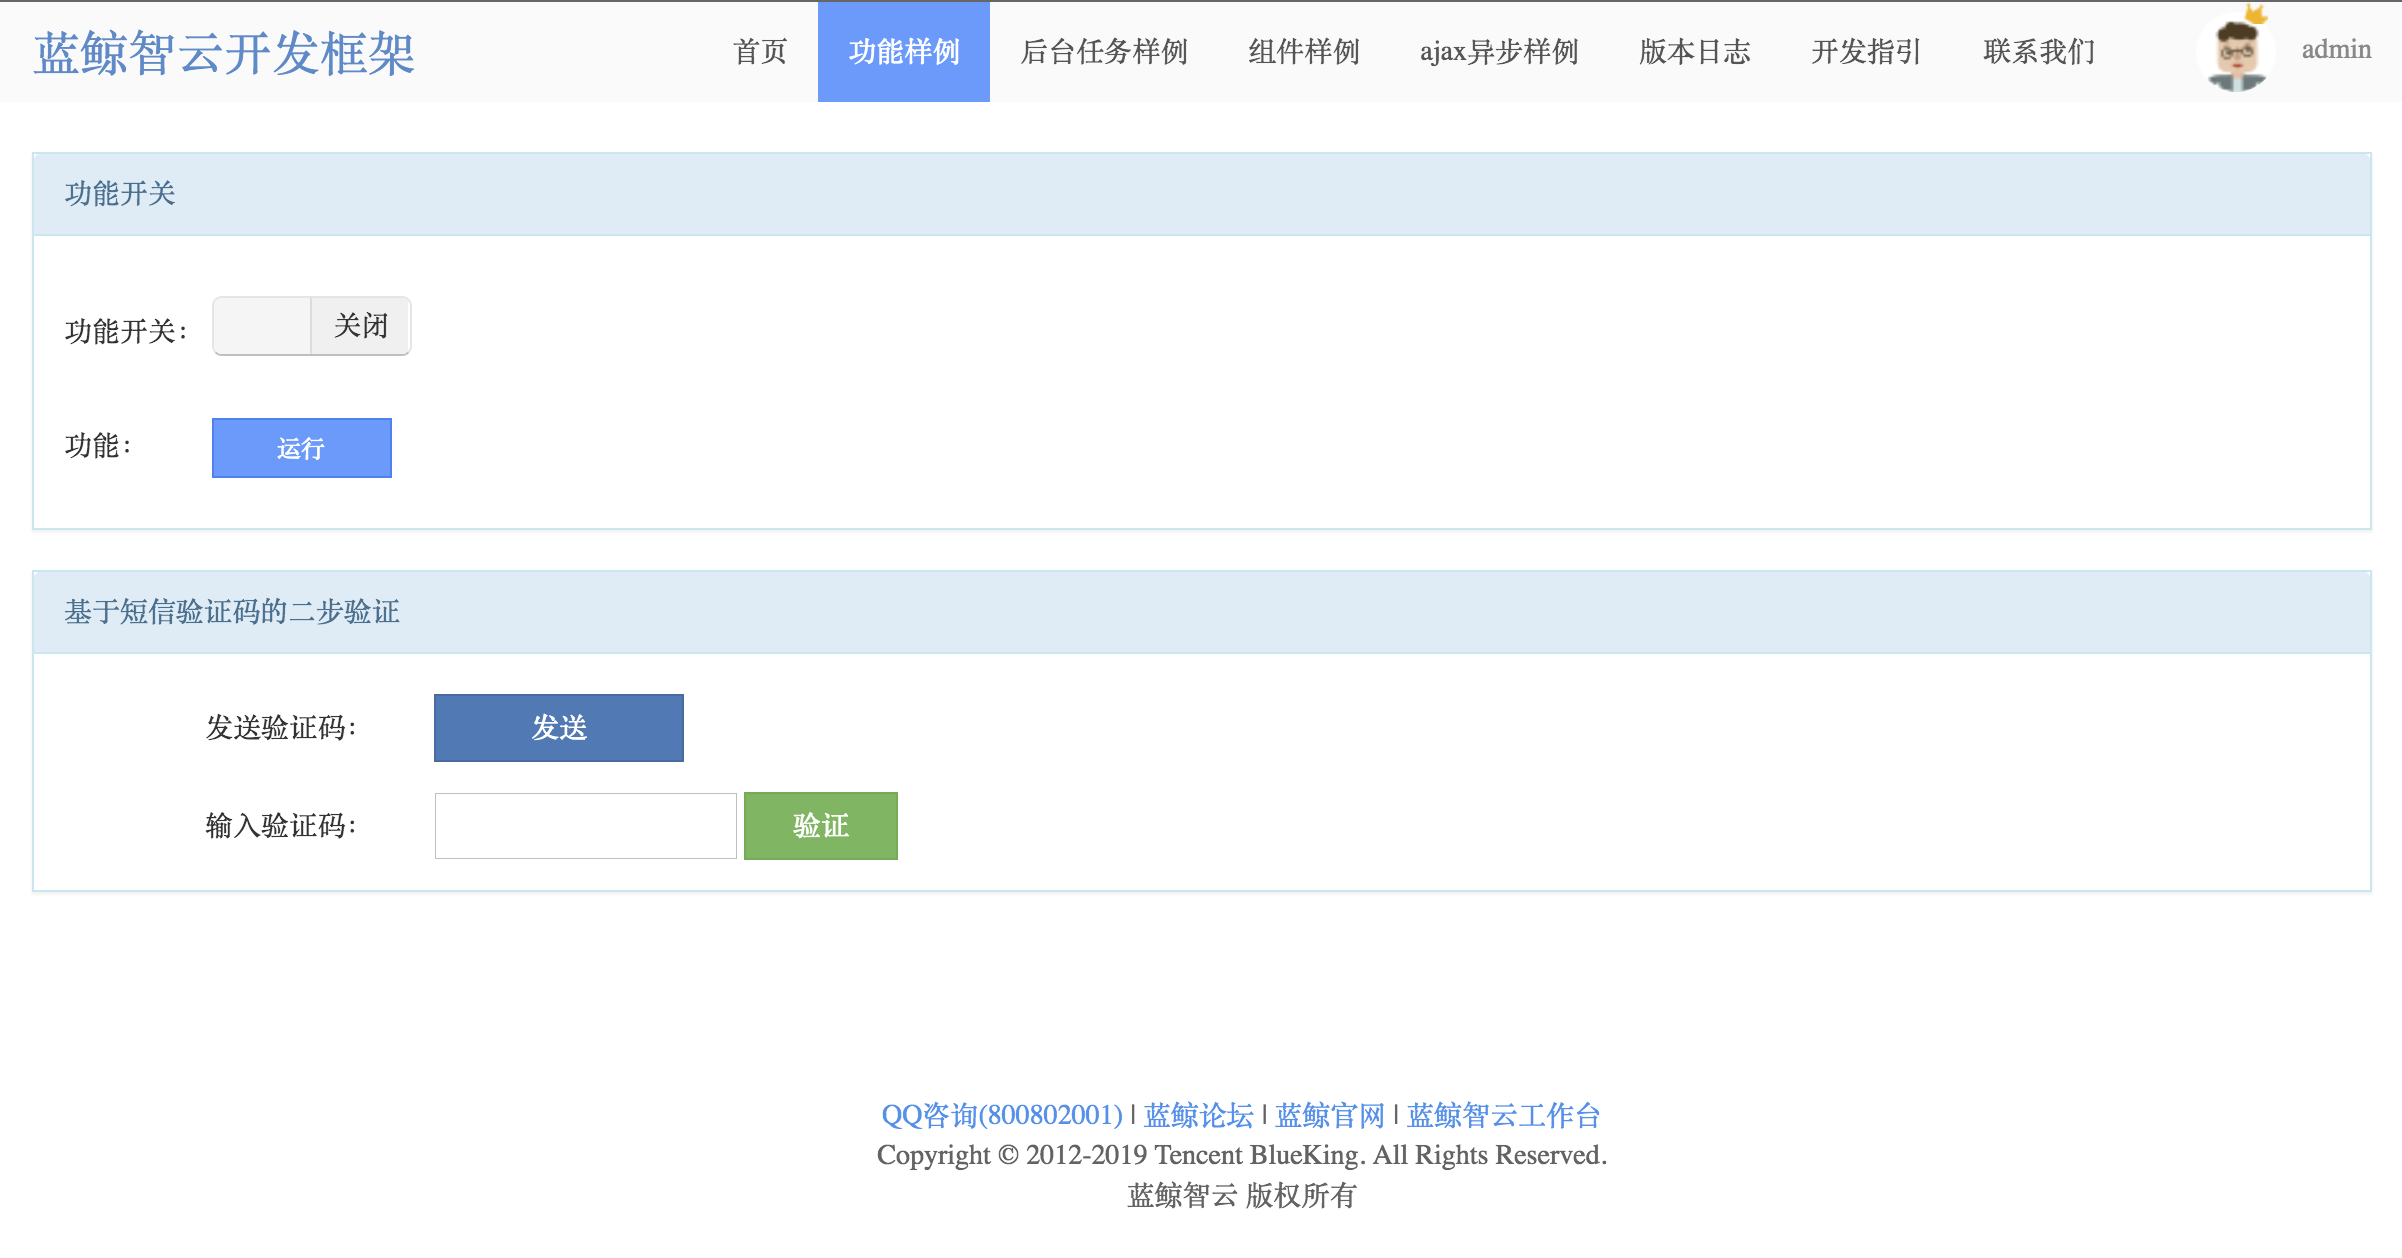 蓝鲸智云开发框架 首页 功能样例 后台任务样例 组件样例 ajax异步样例 版本日志 开发指引 联系我们 admin
功能开关
功能开关： 关闭
功能： 运行
基于短信验证码的二步验证
发送验证码： 发送
输入验证码： 验证
QQ咨询(800802001) | 蓝鲸论坛 | 蓝鲸官网 | 蓝鲸智云工作台
Copyright © 2012-2019 Tencent BlueKing. All Rights Reserved.
蓝鲸智云 版权所有